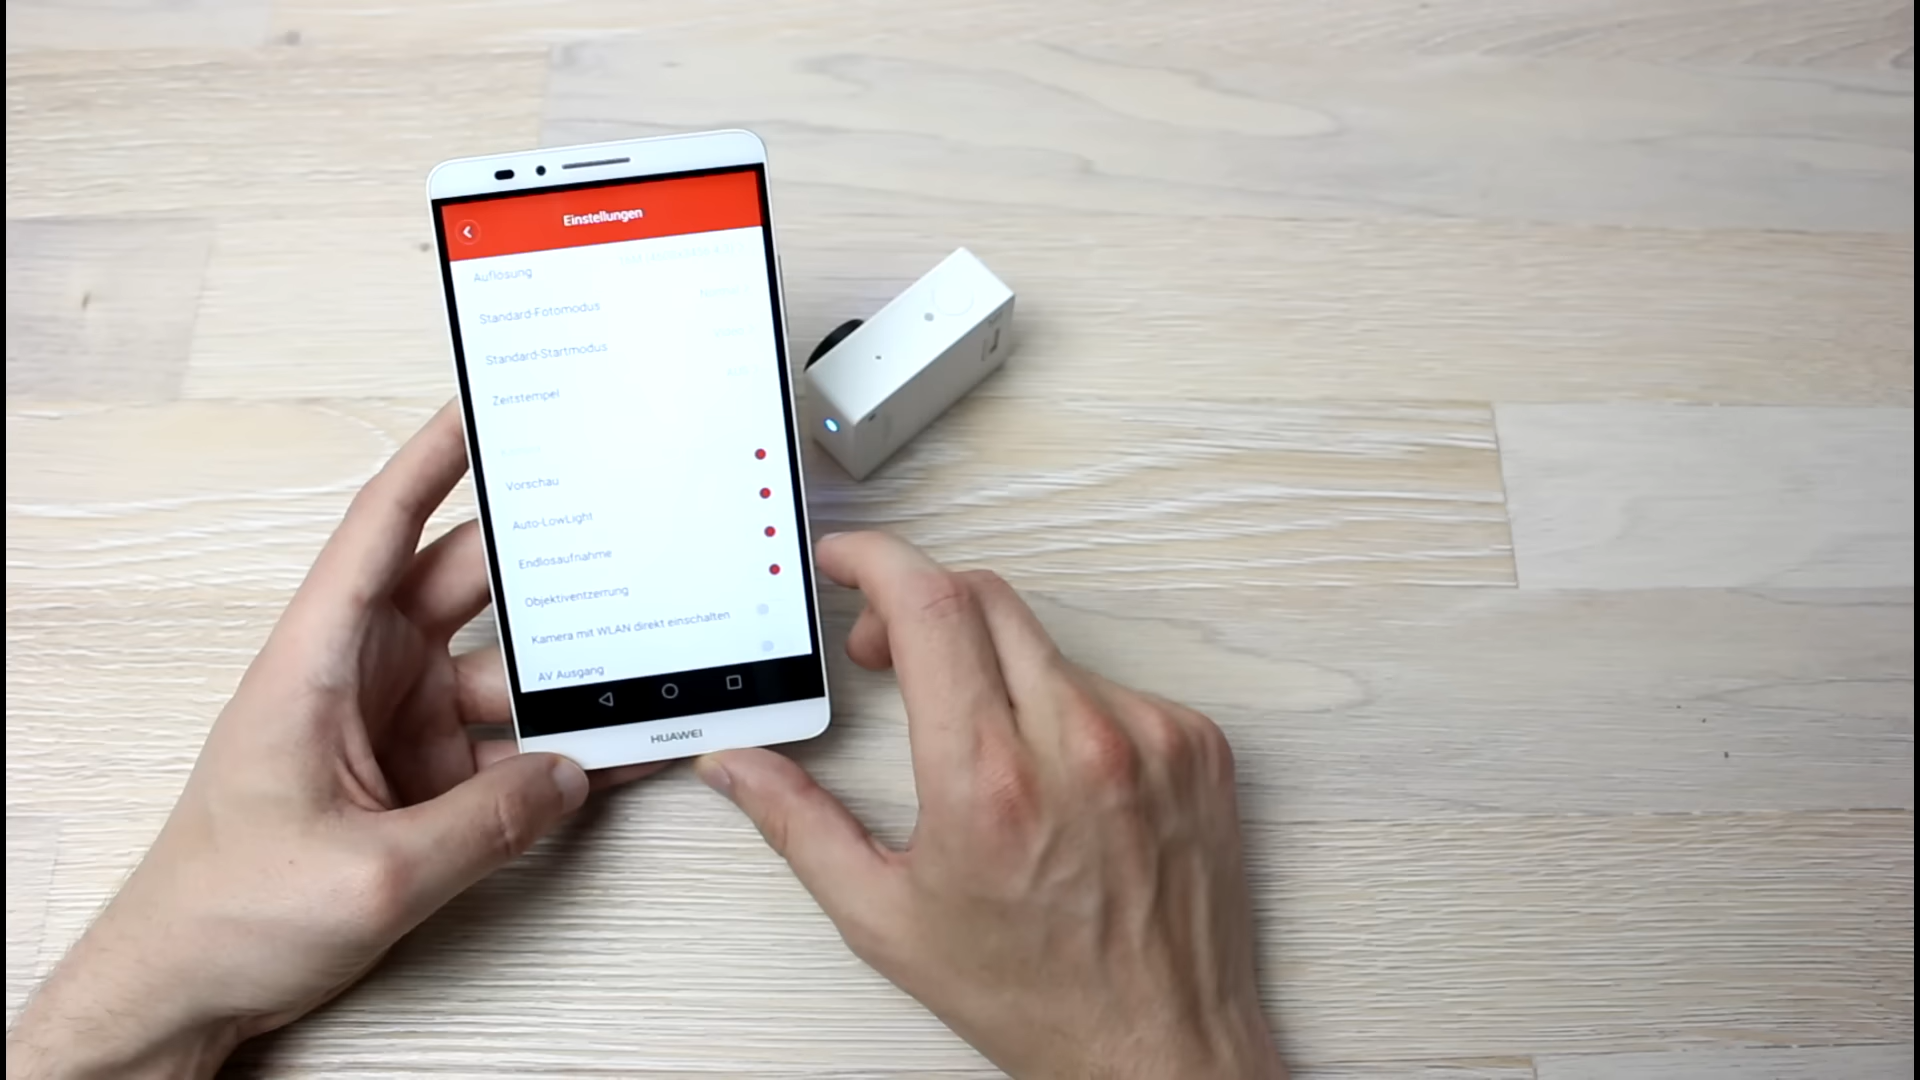 Einstellungen
Auflösung
Standard-Fotomodus
Standard-Startmodus
Zeitstempel
Vorschau
Auto-LowLight
Endlosaufnahme
Objektiventzerrung
Kamera mit WLAN direkt einschalten
AV Ausgang
HUAWEI